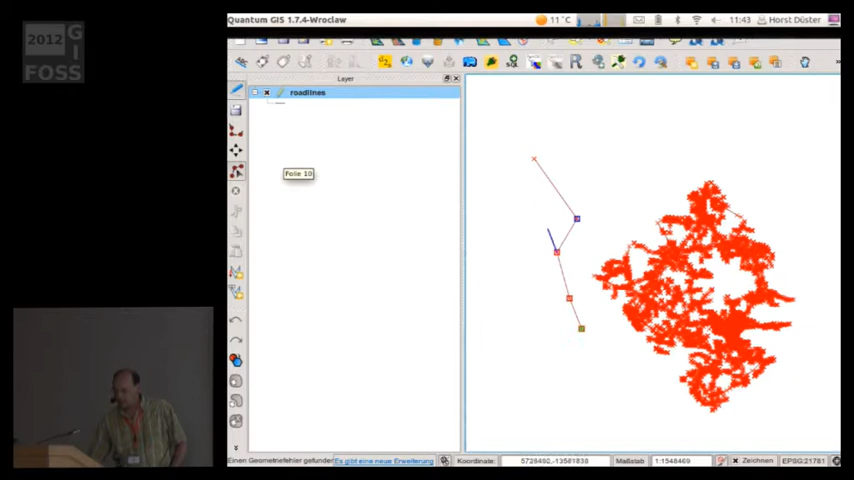 2012
G
I
FOSS
Quantum GIS 1.7.4-Wroclaw
11 °C
11:43
Horst Düster
Layer
roadlines
Folie 10
Einen Geometriefehler gefunden
Es gibt eine neue Erweiterung
Koordinate:
5728492,-13581838
Maßstab
1:1548469
Zeichnen
EPSG:21781